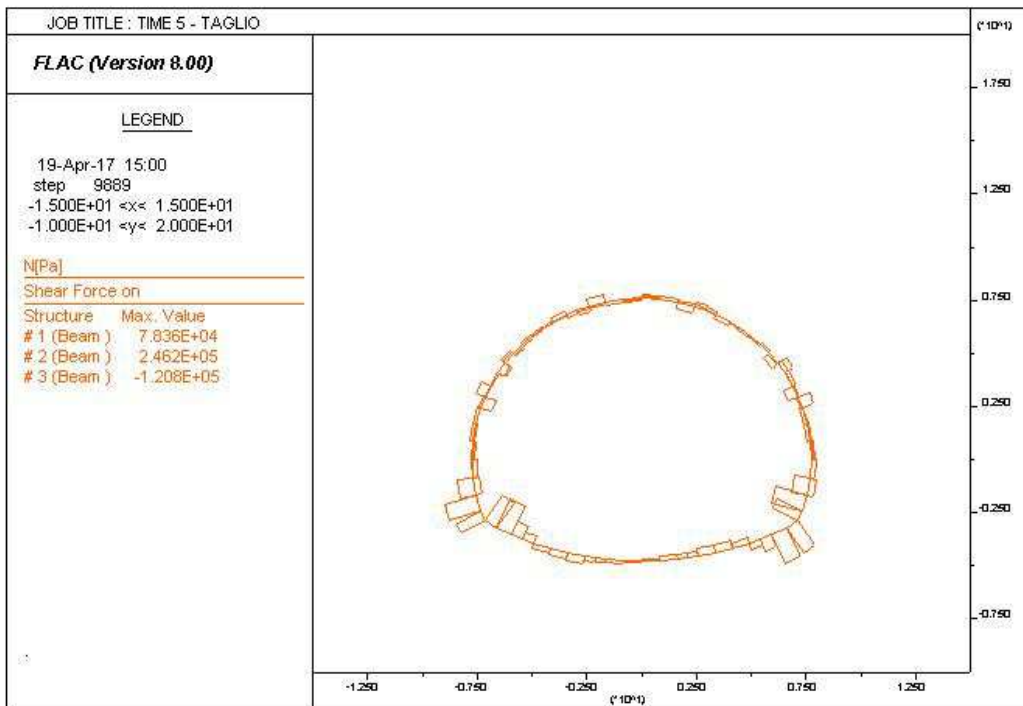 JOB TITLE : TIME 5 - TAGLIO
FLAC (Version 8.00)
LEGEND
19-Apr-17 15:00
step 9889
-1.500E+01 <x< 1.500E+01
-1.000E+01 <y< 2.000E+01
N[Pa]
Shear Force on
Structure Max. Value
# 1 (Beam ) 7.836E+04
# 2 (Beam ) 2.462E+05
# 3 (Beam ) -1.208E+05
(*10^1)
1.750
1.250
0.750
0.250
-0.250
-0.750
-1.250 -0.750 -0.250 0.250 0.750 1.250
(*10^1)